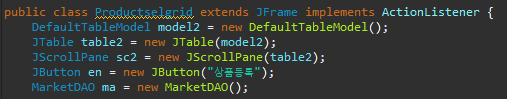 public class Productselgrid extends JFrame implements ActionListener {
DefaultTableModel model2 = new DefaultTableModel();
JTable table2 = new JTable(model2);
JScrollPane sc2 = new JScrollPane(table2);
JButton en = new JButton("상품등록");
MarketDAO ma = new MarketDAO();